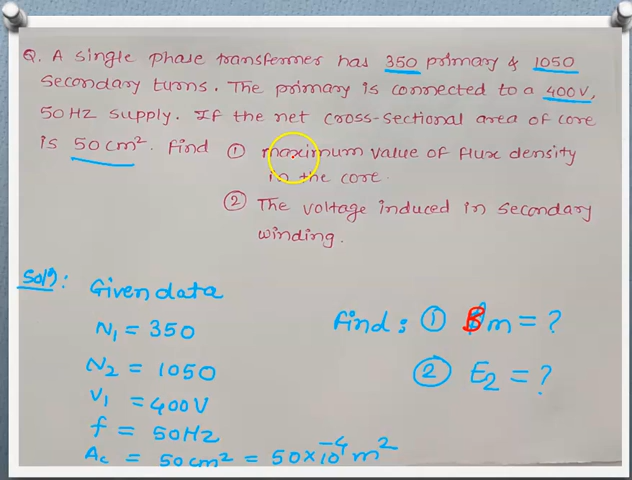 Q. A single phase transformer has 350 primary & 1050
secondary turns. The primary is connected to a 400V,
50HZ supply. If the net cross-sectional area of core
is 50cm². Find ① maximum value of flux density
in the core.
② The voltage induced in secondary
winding.
Solⁿ: Given data
N₁ = 350
N₂ = 1050
V₁ = 400V
f = 50HZ
Ac = 50cm² = 50×10⁻⁴m²
Find: ① Bm = ?
② E₂ = ?